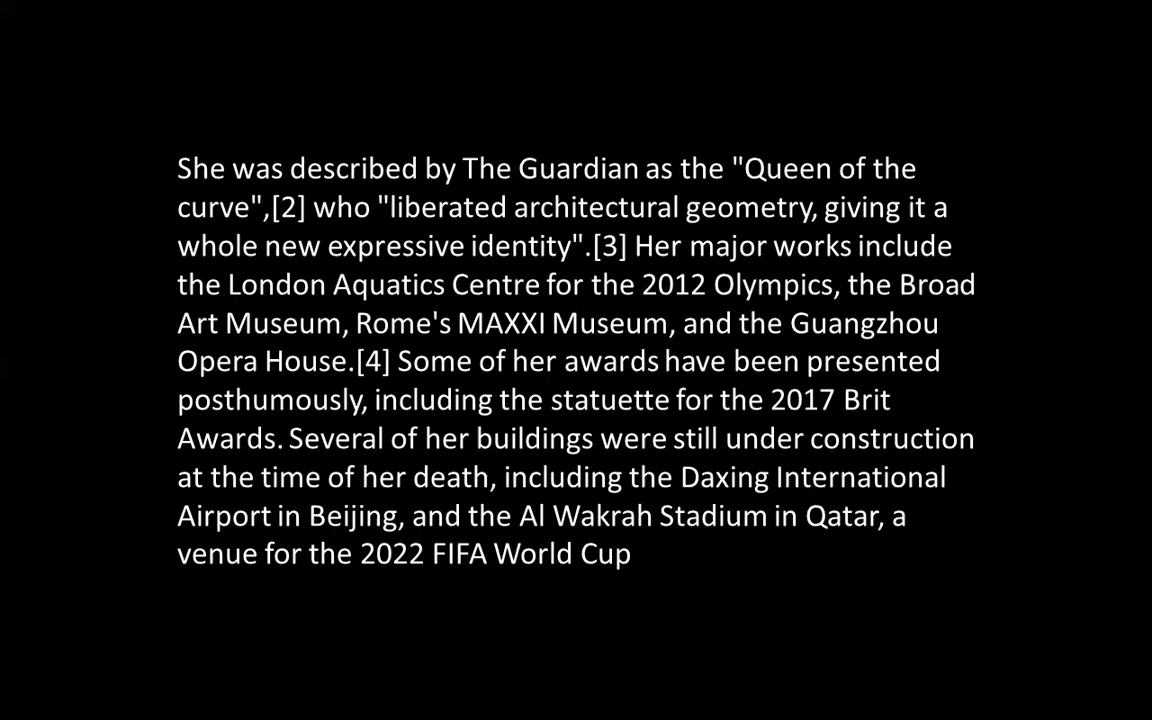 She was described by The Guardian as the "Queen of the
curve",[2] who "liberated architectural geometry, giving it a
whole new expressive identity".[3] Her major works include
the London Aquatics Centre for the 2012 Olympics, the Broad
Art Museum, Rome's MAXXI Museum, and the Guangzhou
Opera House.[4] Some of her awards have been presented
posthumously, including the statuette for the 2017 Brit
Awards. Several of her buildings were still under construction
at the time of her death, including the Daxing International
Airport in Beijing, and the Al Wakrah Stadium in Qatar, a
venue for the 2022 FIFA World Cup